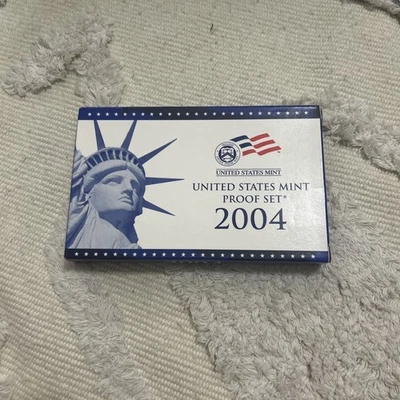 UNITED STATES MINT
UNITED STATES MINT
PROOF SET®
2004